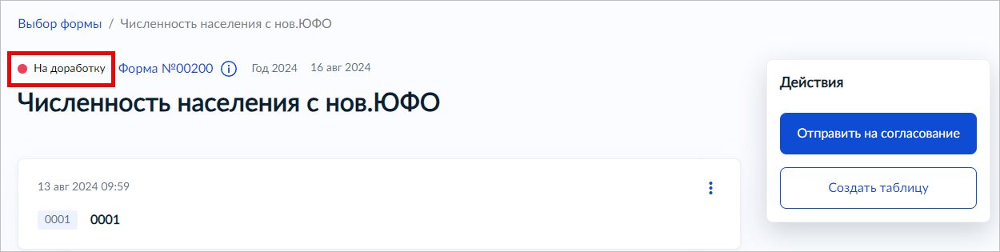 Выбор формы / Численность населения с нов.ЮФО
На доработку Форма №00200 Год 2024 16 авг 2024
Численность населения с нов.ЮФО
Действия
Отправить на согласование
Создать таблицу
13 авг 2024 09:59
0001 0001